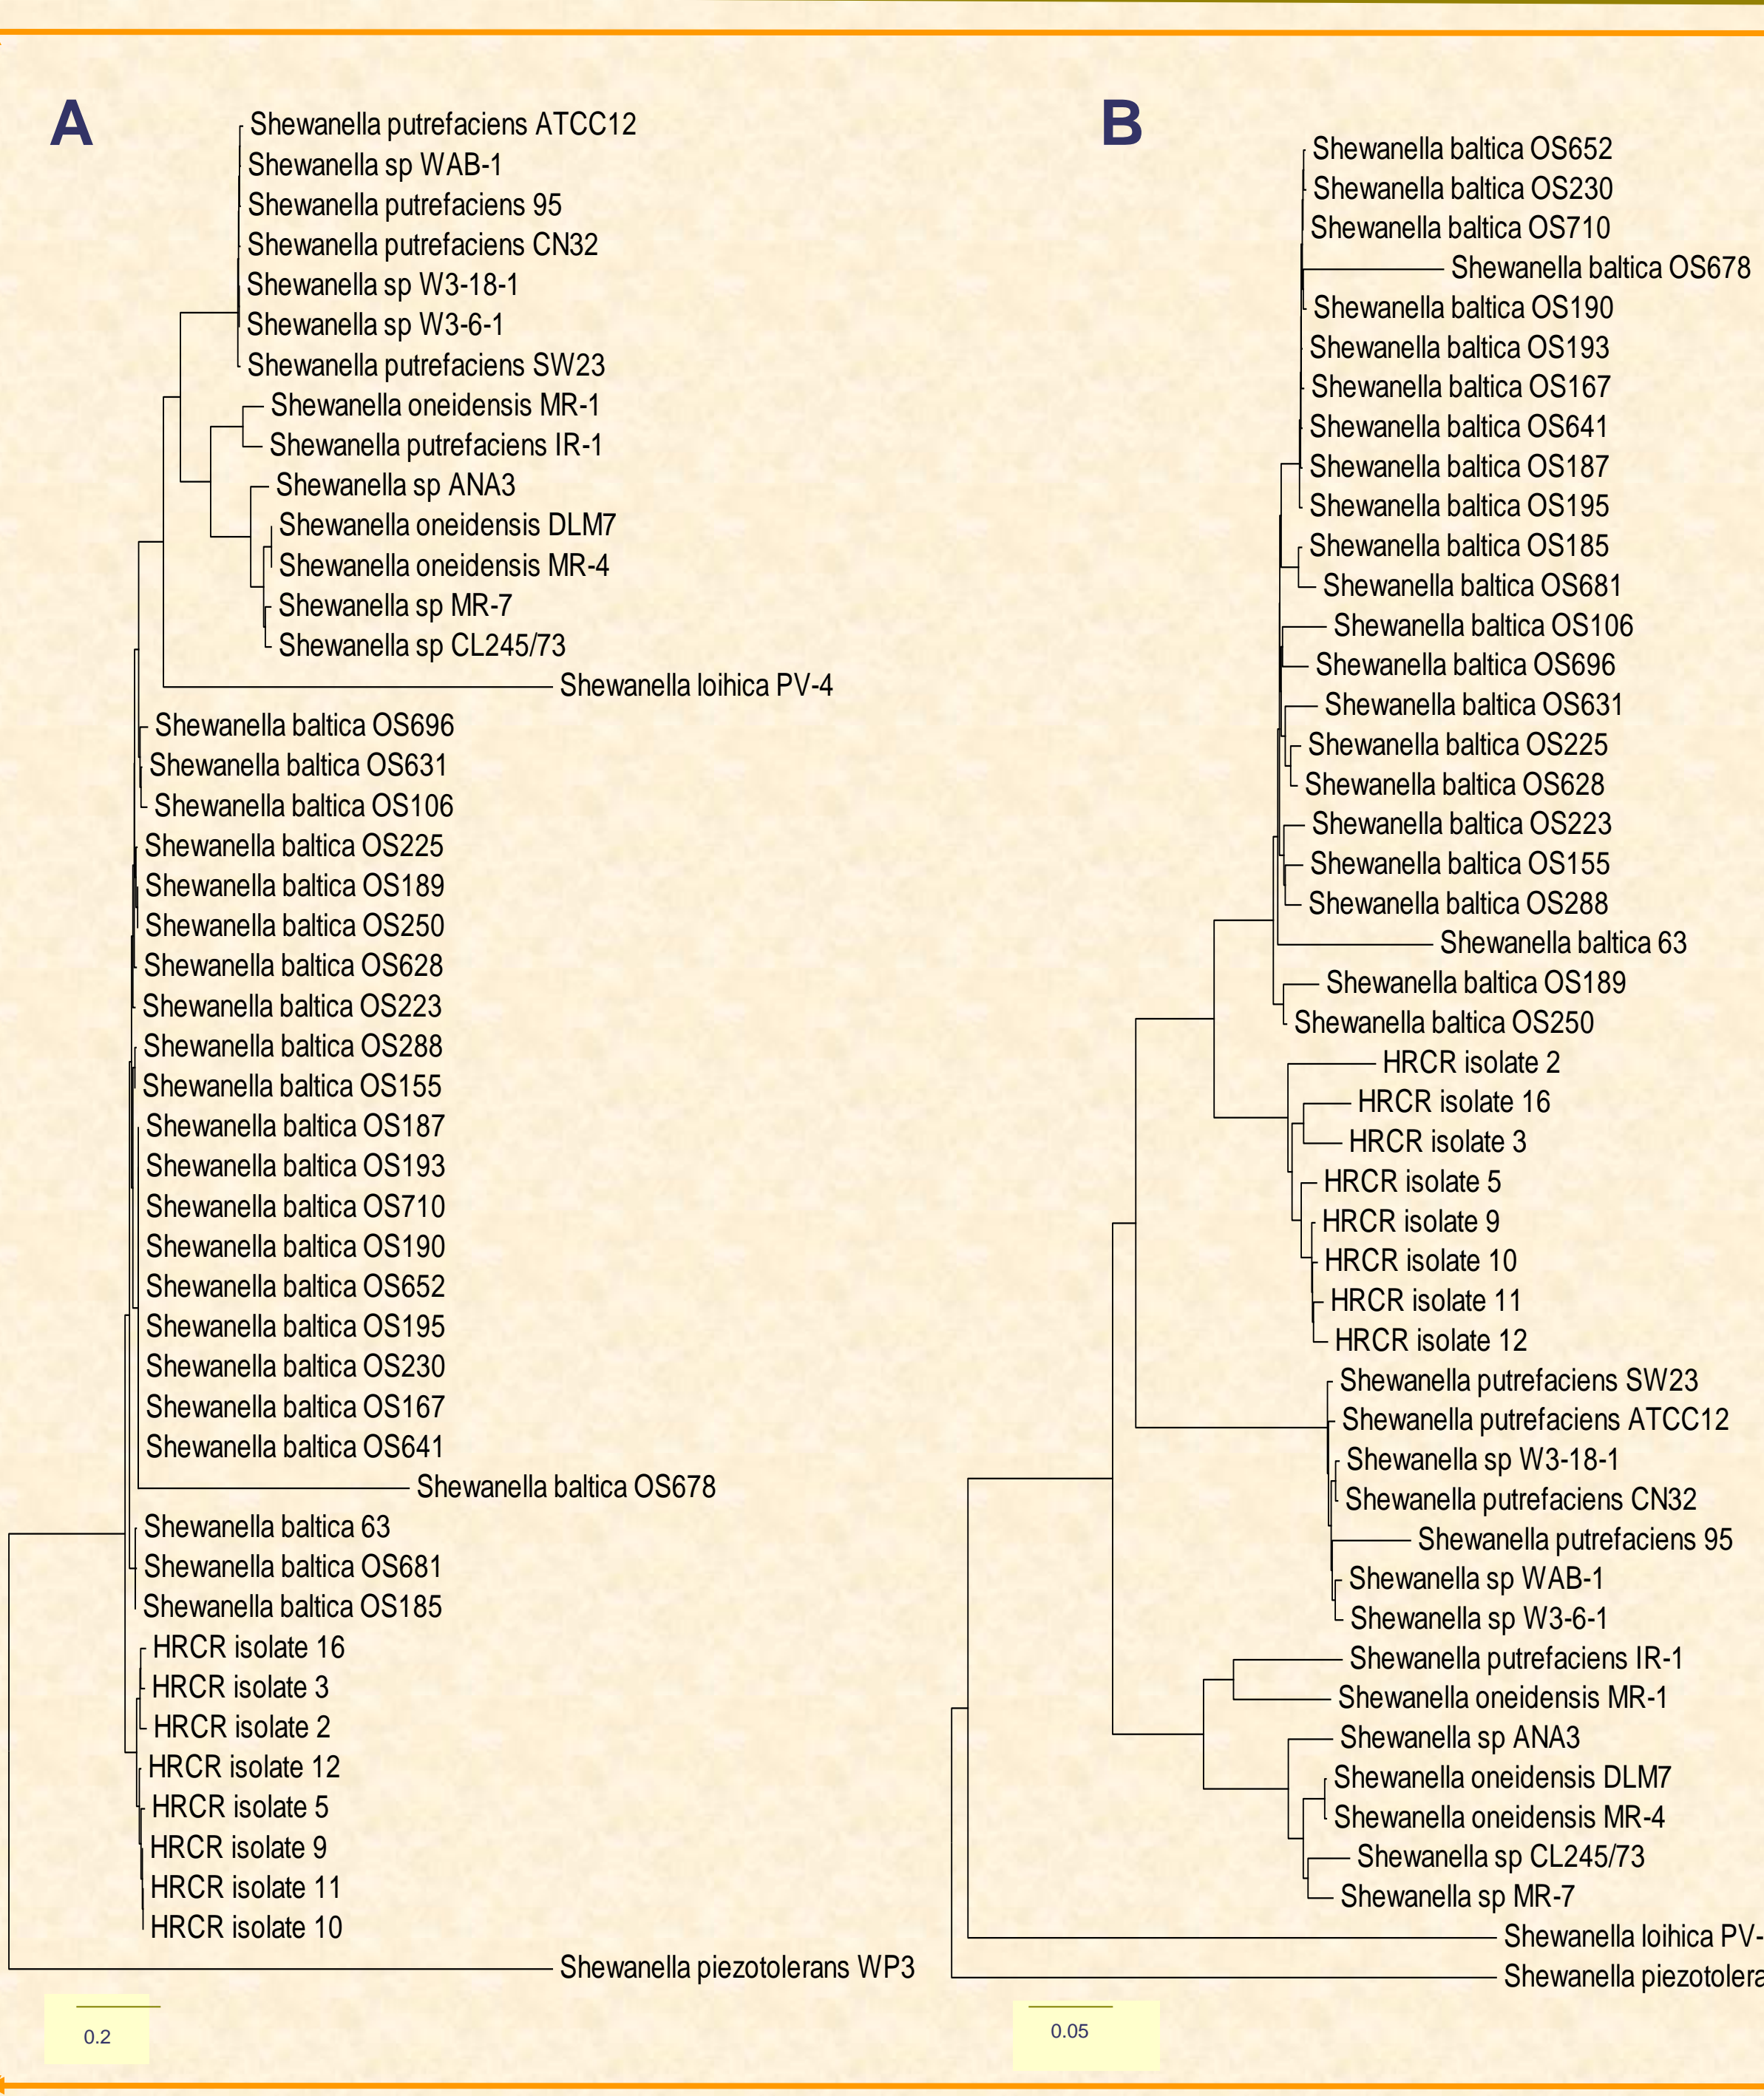 A
Shewanella putrefaciens ATCC12
Shewanella sp WAB-1
Shewanella putrefaciens 95
Shewanella putrefaciens CN32
Shewanella sp W3-18-1
Shewanella sp W3-6-1
Shewanella putrefaciens SW23
Shewanella oneidensis MR-1
Shewanella putrefaciens IR-1
Shewanella sp ANA3
Shewanella oneidensis DLM7
Shewanella oneidensis MR-4
Shewanella sp MR-7
Shewanella sp CL245/73
Shewanella loihica PV-4
Shewanella baltica OS696
Shewanella baltica OS631
Shewanella baltica OS106
Shewanella baltica OS225
Shewanella baltica OS189
Shewanella baltica OS250
Shewanella baltica OS628
Shewanella baltica OS223
Shewanella baltica OS288
Shewanella baltica OS155
Shewanella baltica OS187
Shewanella baltica OS193
Shewanella baltica OS710
Shewanella baltica OS190
Shewanella baltica OS652
Shewanella baltica OS195
Shewanella baltica OS230
Shewanella baltica OS167
Shewanella baltica OS641
Shewanella baltica OS678
Shewanella baltica 63
Shewanella baltica OS681
Shewanella baltica OS185
HRCR isolate 16
HRCR isolate 3
HRCR isolate 2
HRCR isolate 12
HRCR isolate 5
HRCR isolate 9
HRCR isolate 11
HRCR isolate 10
Shewanella piezotolerans WP3
0.2
B
Shewanella baltica OS652
Shewanella baltica OS230
Shewanella baltica OS710
Shewanella baltica OS678
Shewanella baltica OS190
Shewanella baltica OS193
Shewanella baltica OS167
Shewanella baltica OS641
Shewanella baltica OS187
Shewanella baltica OS195
Shewanella baltica OS185
Shewanella baltica OS681
Shewanella baltica OS106
Shewanella baltica OS696
Shewanella baltica OS631
Shewanella baltica OS225
Shewanella baltica OS628
Shewanella baltica OS223
Shewanella baltica OS155
Shewanella baltica OS288
Shewanella baltica 63
Shewanella baltica OS189
Shewanella baltica OS250
HRCR isolate 2
HRCR isolate 16
HRCR isolate 3
HRCR isolate 5
HRCR isolate 9
HRCR isolate 10
HRCR isolate 11
HRCR isolate 12
Shewanella putrefaciens SW23
Shewanella putrefaciens ATCC12
Shewanella sp W3-18-1
Shewanella putrefaciens CN32
Shewanella putrefaciens 95
Shewanella sp WAB-1
Shewanella sp W3-6-1
Shewanella putrefaciens IR-1
Shewanella oneidensis MR-1
Shewanella sp ANA3
Shewanella oneidensis DLM7
Shewanella oneidensis MR-4
Shewanella sp CL245/73
Shewanella sp MR-7
Shewanella loihica PV-
Shewanella piezotolera
0.05